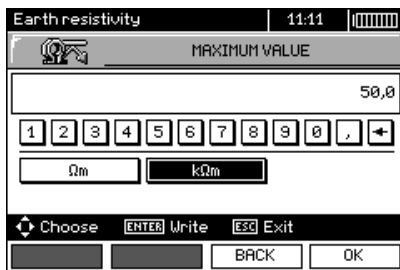 Earth resistivity 11:11
MAXIMUM VALUE
50,0
1 2 3 4 5 6 7 8 9 0 , ←
Ωm kΩm
Choose ENTER Write ESC Exit
BACK OK